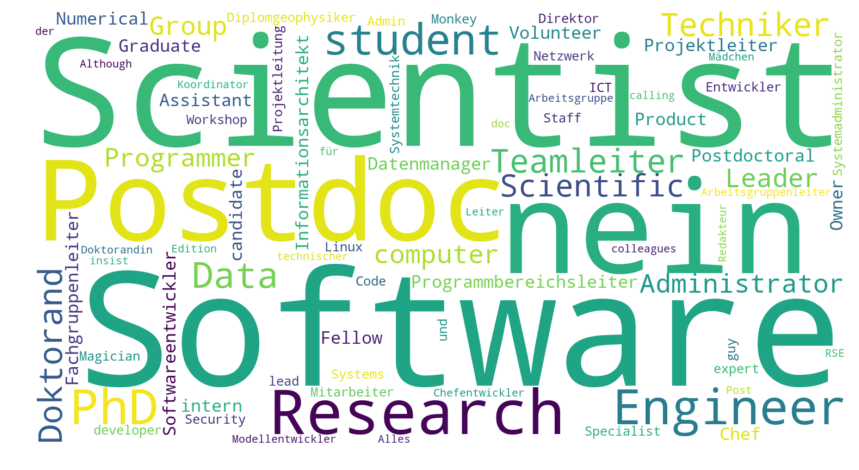 der
Numerical
Group
Diplomgeophysiker
Admin
Monkey
Direktor
Techniker
Although
Graduate
student
Volunteer
Projektleiter
Mädchen
Scientist
Koordinator
Assistant
Workshop
Projektleitung
Informationsarchitekt
Systemtechnik
Netzwerk
ICT
Arbeitsgruppe
Staff
calling
Entwickler
Product
doc
Systemadministrator
Programmer
für
Datenmanager
Teamleiter
Postdoctoral
Postdoc
candidate
Scientific
Leader
Arbeitsgruppenleiter
Owner
Leiter
nein
Redakteur
Fachgruppenleiter
Doktorandin
Edition
Linux
colleagues
insist
technischer
computer
Data
Code
Programmbereichsleiter
Administrator
Doktorand
Softwareentwickler
Software
Magician
Fellow
und
guy
RSE
expert
lead
Systems
PhD
intern
Mitarbeiter
Chefentwickler
Post
Research
Engineer
developer
Security
Modellentwickler
Alles
Specialist
Chef